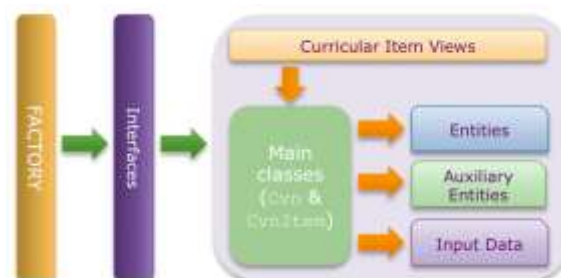 FACTORY
Interfaces
Curricular Item Views
Main
classes
(Cvn &
CvnItem)
Entities
Auxiliary
Entities
Input Data